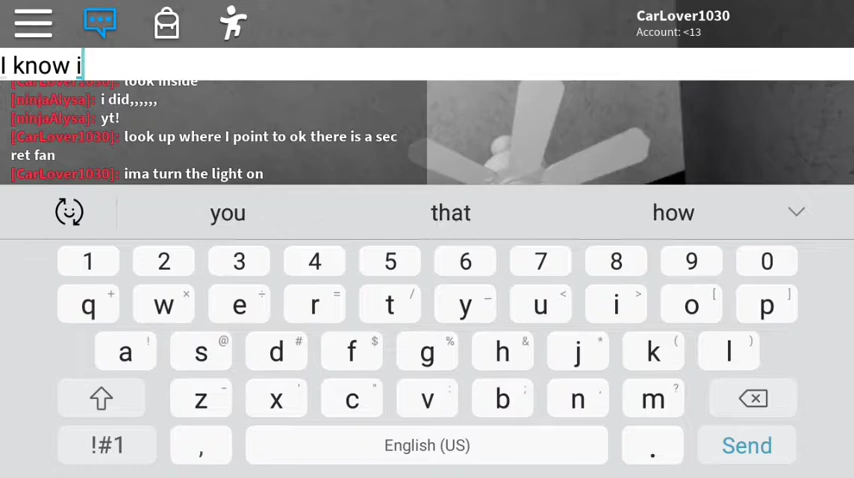 CarLover1030
Account: <13
I know i
[CarLover1030]: look inside
[ninjaAlysa]: i did,,,,,,
[ninjaAlysa]: yt!
[CarLover1030]: look up where I point to ok there is a sec
ret fan
[CarLover1030]: ima turn the light on
you that how
1 2 3 4 5 6 7 8 9 0
q + w × e ÷ r = t / y _ u < i > o [ p ]
a ! s @ d # f $ g % h & j * k ( l )
z - x ' c " v : b ; n , m ?
!#1 , English (US) . Send